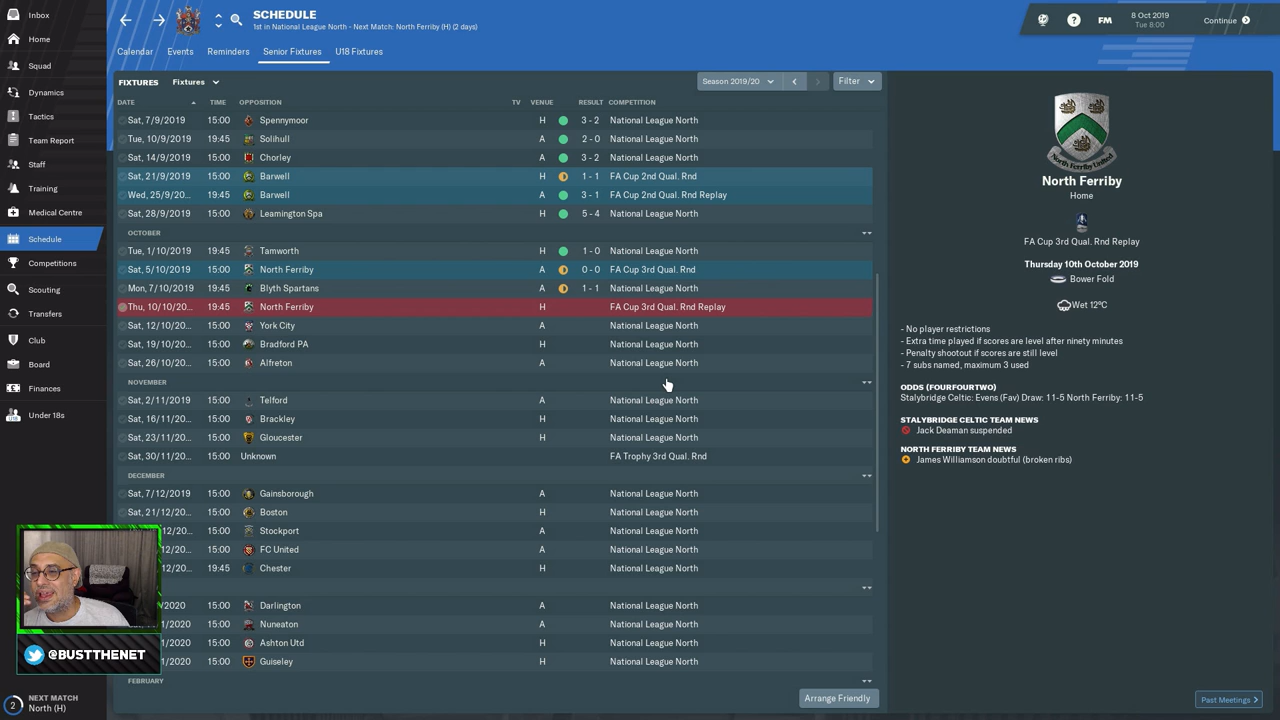 Inbox
Home
Squad
Dynamics
Tactics
Team Report
Staff
Training
Medical Centre
Schedule
Competitions
Scouting
Transfers
Club
Board
Finances
Under 18s
NEXT MATCH
2 North (H)
SCHEDULE
1st in National League North - Next Match: North Ferriby (H) (2 days)
? FM 8 Oct 2019
Tue 8:00
Continue
Calendar Events Reminders Senior Fixtures U18 Fixtures
FIXTURES Fixtures Season 2019/20 Filter
DATE TIME OPPOSITION TV VENUE RESULT COMPETITION
Sat, 7/9/2019 15:00 Spennymoor H 3 - 2 National League North
Tue, 10/9/2019 19:45 Solihull A 2 - 0 National League North
Sat, 14/9/2019 15:00 Chorley A 3 - 2 National League North
Sat, 21/9/2019 15:00 Barwell H 1 - 1 FA Cup 2nd Qual. Rnd
Wed, 25/9/20... 19:45 Barwell A 3 - 1 FA Cup 2nd Qual. Rnd Replay
Sat, 28/9/2019 15:00 Leamington Spa H 5 - 4 National League North
OCTOBER
Tue, 1/10/2019 19:45 Tamworth H 1 - 0 National League North
Sat, 5/10/2019 15:00 North Ferriby A 0 - 0 FA Cup 3rd Qual. Rnd
Mon, 7/10/2019 19:45 Blyth Spartans A 1 - 1 National League North
Thu, 10/10/20... 19:45 North Ferriby H FA Cup 3rd Qual. Rnd Replay
Sat, 12/10/20... 15:00 York City A National League North
Sat, 19/10/20... 15:00 Bradford PA H National League North
Sat, 26/10/20... 15:00 Alfreton A National League North
NOVEMBER
Sat, 2/11/2019 15:00 Telford A National League North
Sat, 16/11/20... 15:00 Brackley H National League North
Sat, 23/11/20... 15:00 Gloucester H National League North
Sat, 30/11/20... 15:00 Unknown FA Trophy 3rd Qual. Rnd
DECEMBER
Sat, 7/12/2019 15:00 Gainsborough A National League North
Sat, 21/12/20... 15:00 Boston H National League North
/12/20... 15:00 Stockport A National League North
/12/20... 15:00 FC United A National League North
/12/20... 19:45 Chester H National League North
/2020 15:00 Darlington A National League North
1/2020 15:00 Nuneaton A National League North
1/2020 15:00 Ashton Utd H National League North
1/2020 15:00 Guiseley H National League North
FEBRUARY
Arrange Friendly
North Ferriby United
North Ferriby
Home
FA Cup 3rd Qual. Rnd Replay
Thursday 10th October 2019
Bower Fold
Wet 12°C
- No player restrictions
- Extra time played if scores are level after ninety minutes
- Penalty shootout if scores are still level
- 7 subs named, maximum 3 used
ODDS (FOURFOURTWO)
Stalybridge Celtic: Evens (Fav) Draw: 11-5 North Ferriby: 11-5
STALYBRIDGE CELTIC TEAM NEWS
Jack Deaman suspended
NORTH FERRIBY TEAM NEWS
James Williamson doubtful (broken ribs)
Past Meetings
@BUSTTHENET